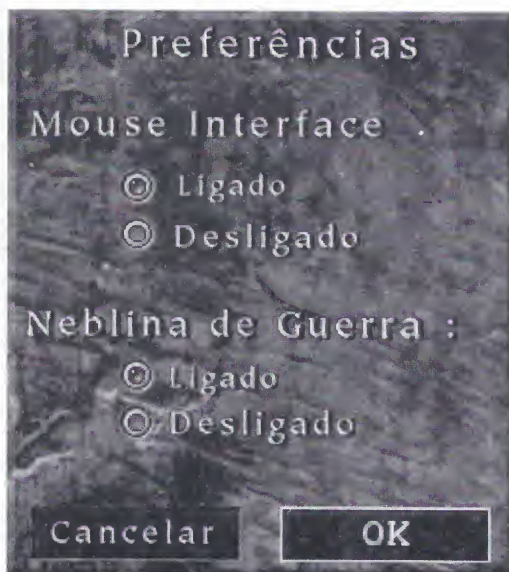 Preferências
Mouse Interface .
Ligado
Desligado
Neblina de Guerra :
Ligado
Desligado
Cancelar
OK